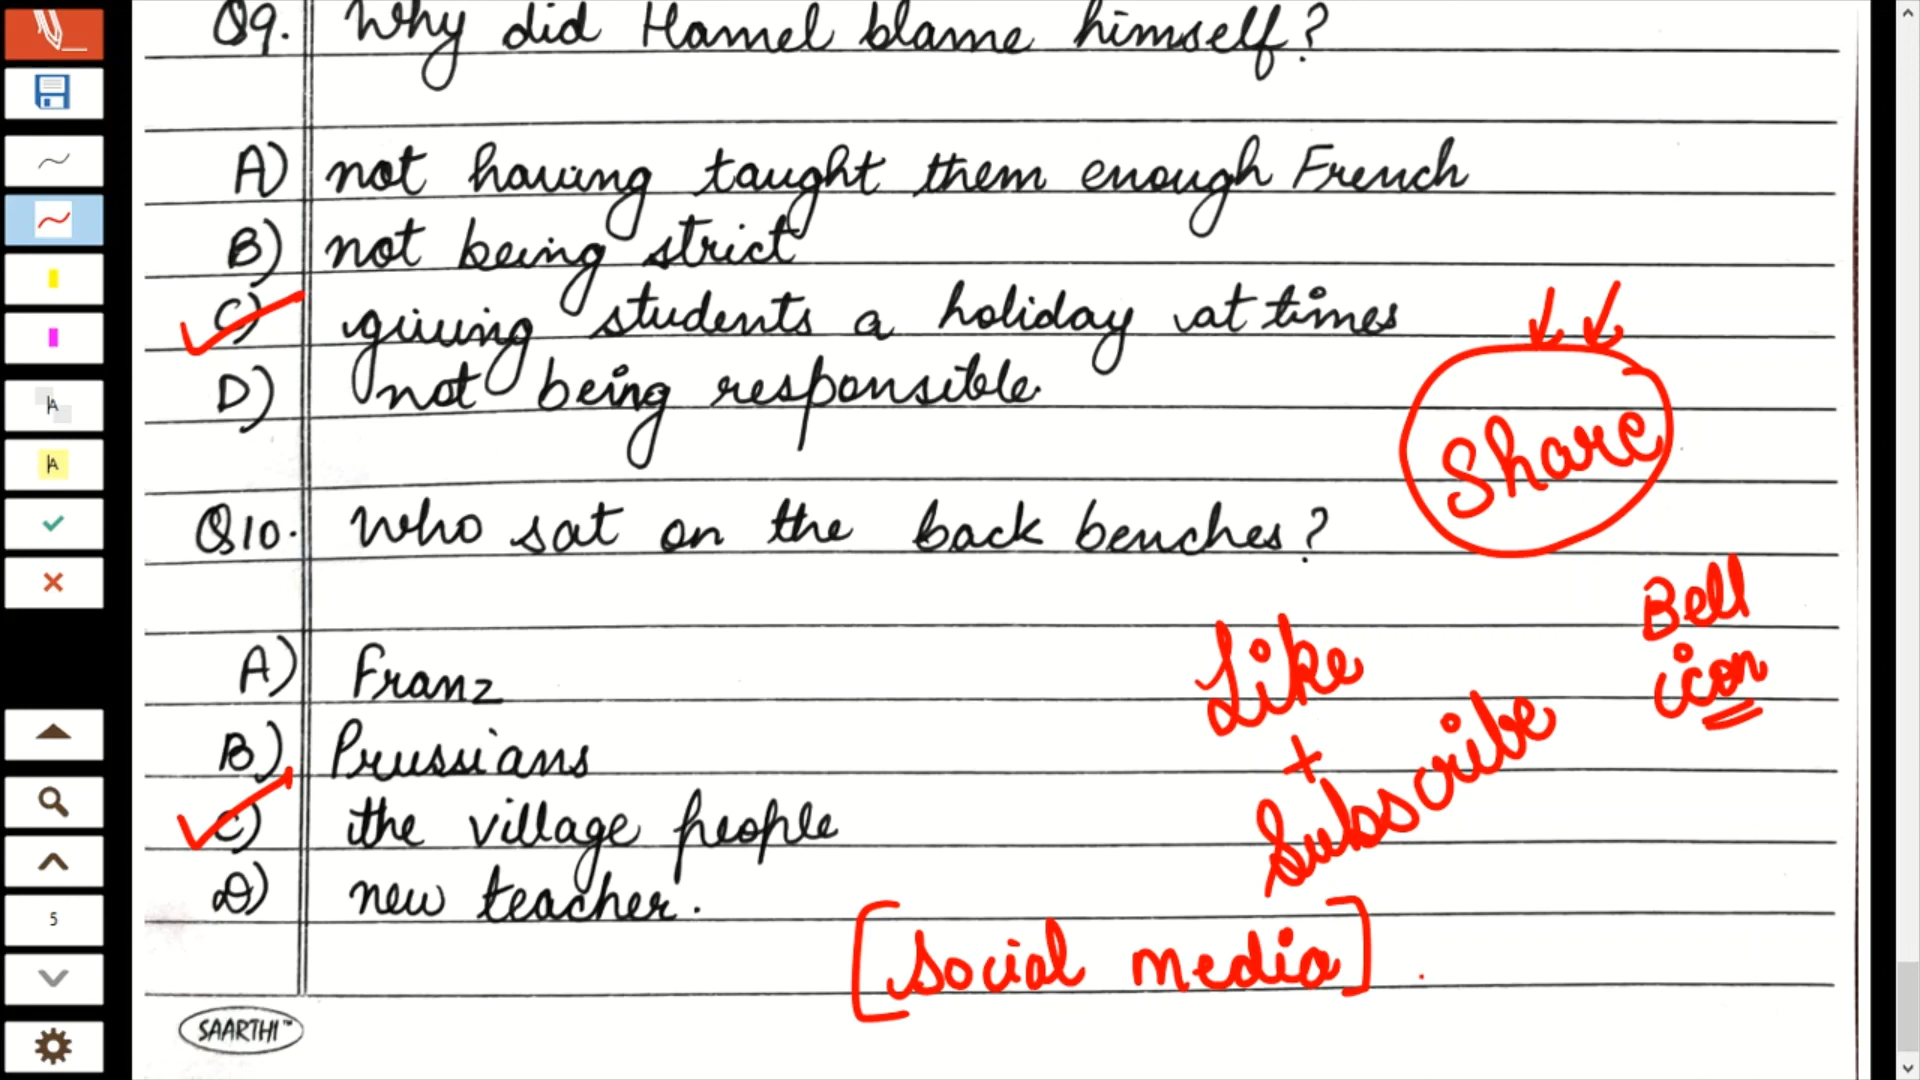 Q9. Why did Hamel blame himself?
A) not having taught them enough French
B) not being strict
C) giving students a holiday at times
D) not being responsible.
Share
Q10. Who sat on the back benches?
Bell
icon
A) Franz
Like
+
Subscribe
B) Prussians
C) the village people
D) new teacher.
[Social media].
5
SAARTHI™